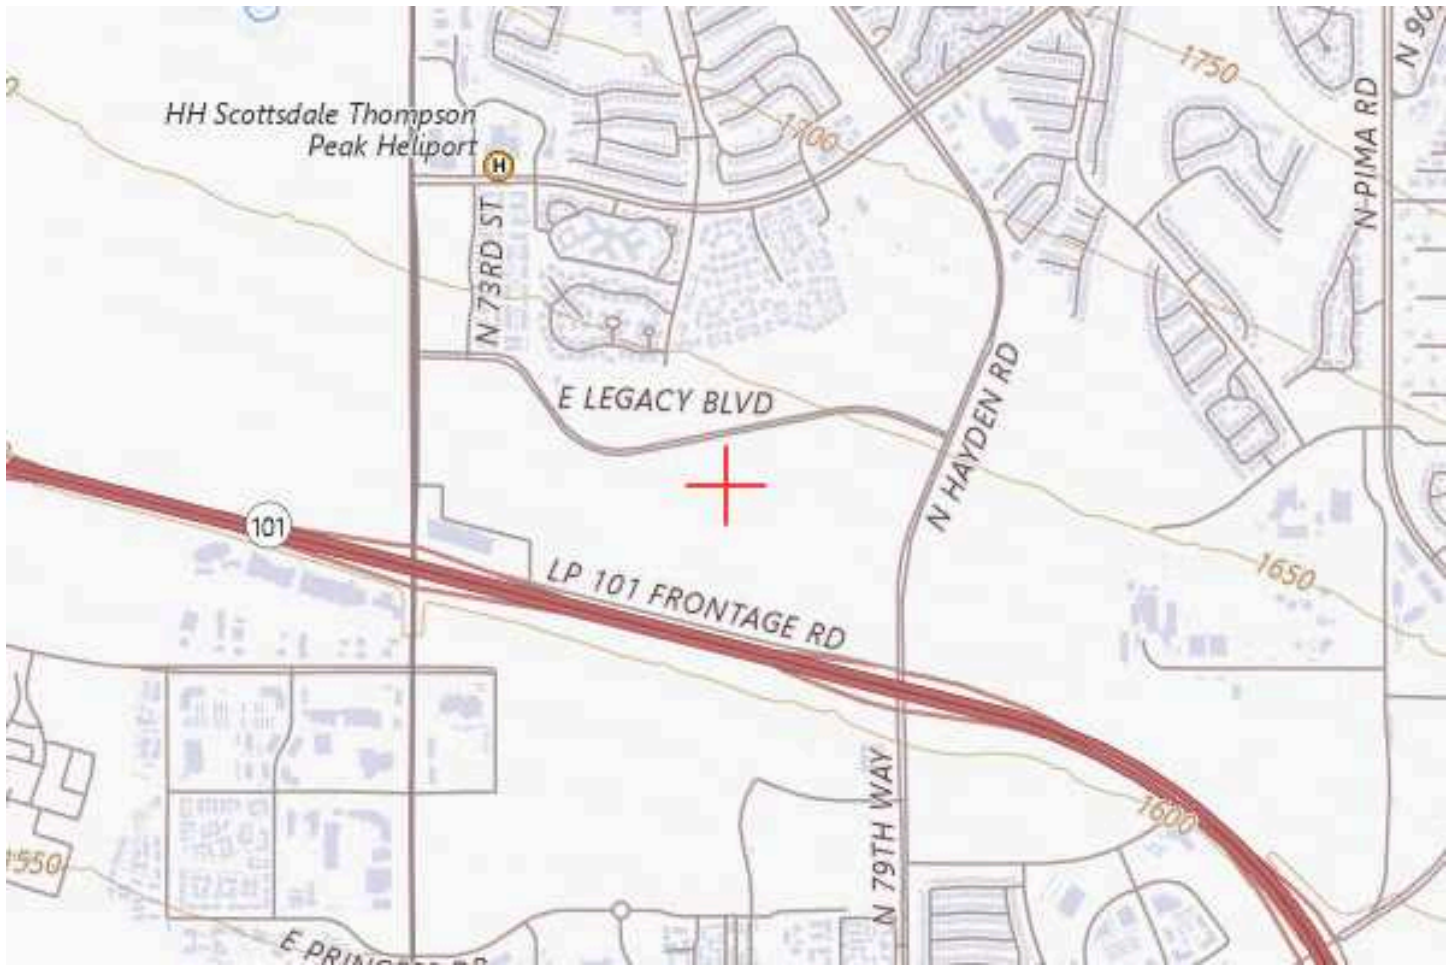 1750
N 90
HH Scottsdale Thompson
Peak Heliport
H
1700
N PIMA RD
N 73RD ST
E LEGACY BLVD
N HAYDEN RD
101
LP 101 FRONTAGE RD
1650
1600
N 79TH WAY
1550